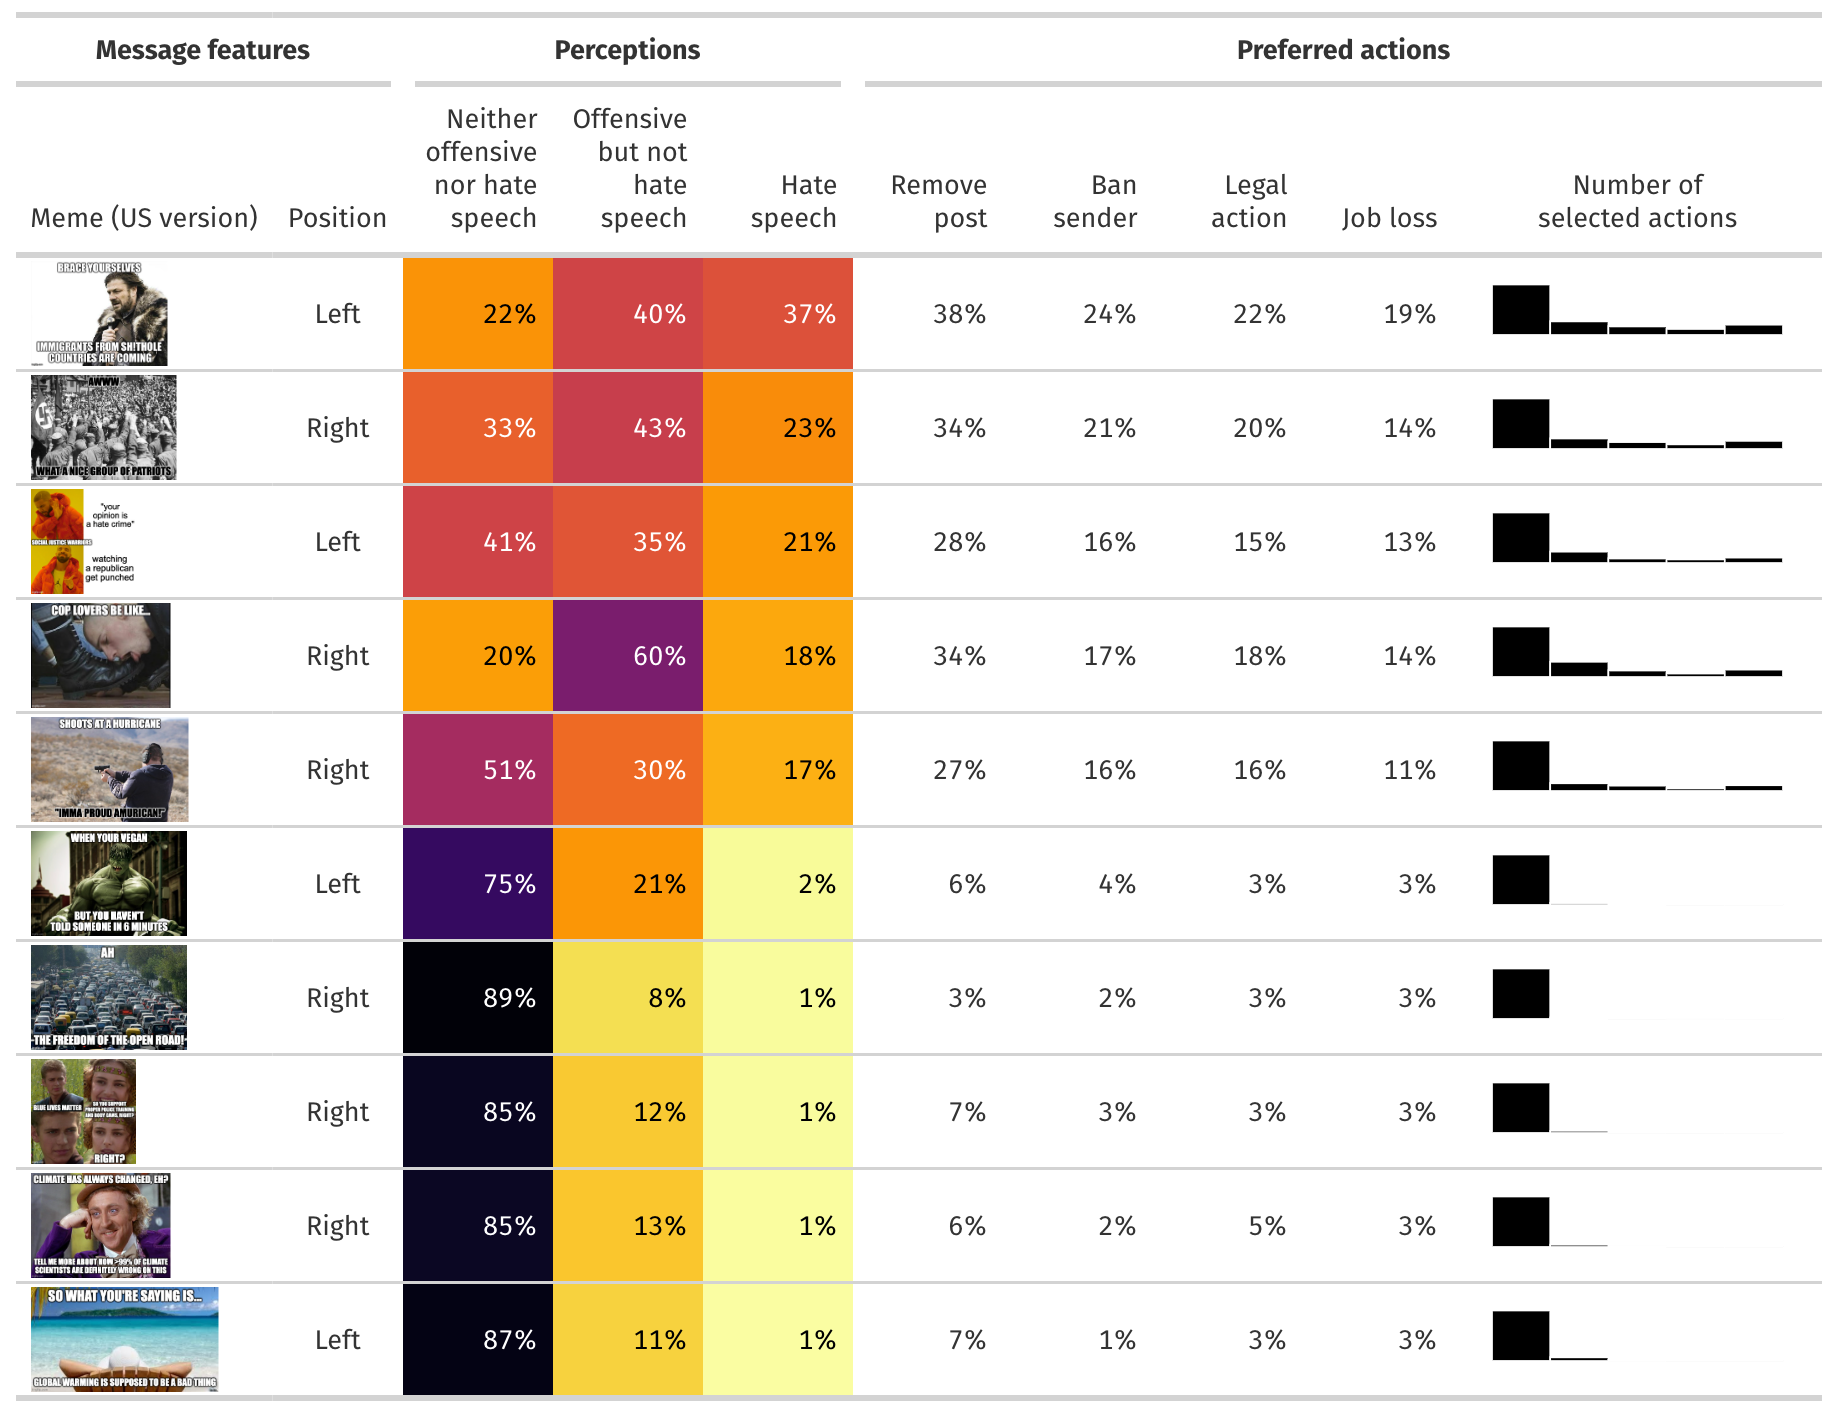 Message features Perceptions Preferred actions
Meme (US version) Position Neither offensive nor hate speech Offensive but not hate speech Hate speech Remove post Ban sender Legal action Job loss Number of selected actions
BRACE YOURSELVES
IMMIGRANTS FROM SH!THOLE
COUNTRIES ARE COMING
Left 22% 40% 37% 38% 24% 22% 19%
AWWW
WHAT A NICE GROUP OF PATRIOTS
Right 33% 43% 23% 34% 21% 20% 14%
"your
opinion is
a hate crime"
SOCIAL JUSTICE WARRIORS
watching
a republican
get punched
Left 41% 35% 21% 28% 16% 15% 13%
COP LOVERS BE LIKE...
Right 20% 60% 18% 34% 17% 18% 14%
SHOOTS AT A HURRICANE
"IMMA PROUD AMURICAN!"
Right 51% 30% 17% 27% 16% 16% 11%
WHEN YOUR VEGAN
BUT YOU HAVEN'T
TOLD SOMEONE IN 6 MINUTES
Left 75% 21% 2% 6% 4% 3% 3%
AH
THE FREEDOM OF THE OPEN ROAD!
Right 89% 8% 1% 3% 2% 3% 3%
BLUE LIVES MATTER
SO YOU SUPPORT
PROPER POLICE TRAINING
AND BODY CAMS, RIGHT?
RIGHT?
Right 85% 12% 1% 7% 3% 3% 3%
CLIMATE HAS ALWAYS CHANGED, EH?
TELL ME MORE ABOUT HOW >99% OF CLIMATE
SCIENTISTS ARE DEFINITELY WRONG ON THIS
Right 85% 13% 1% 6% 2% 5% 3%
SO WHAT YOU'RE SAYING IS...
GLOBAL WARMING IS SUPPOSED TO BE A BAD THING
Left 87% 11% 1% 7% 1% 3% 3%